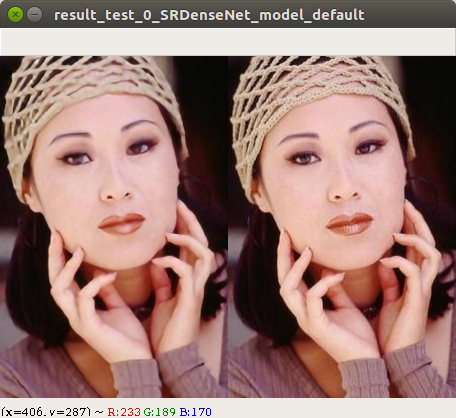 result_test_0_SRDenseNet_model_default
(x=406, y=287) ~ R:233 G:189 B:170